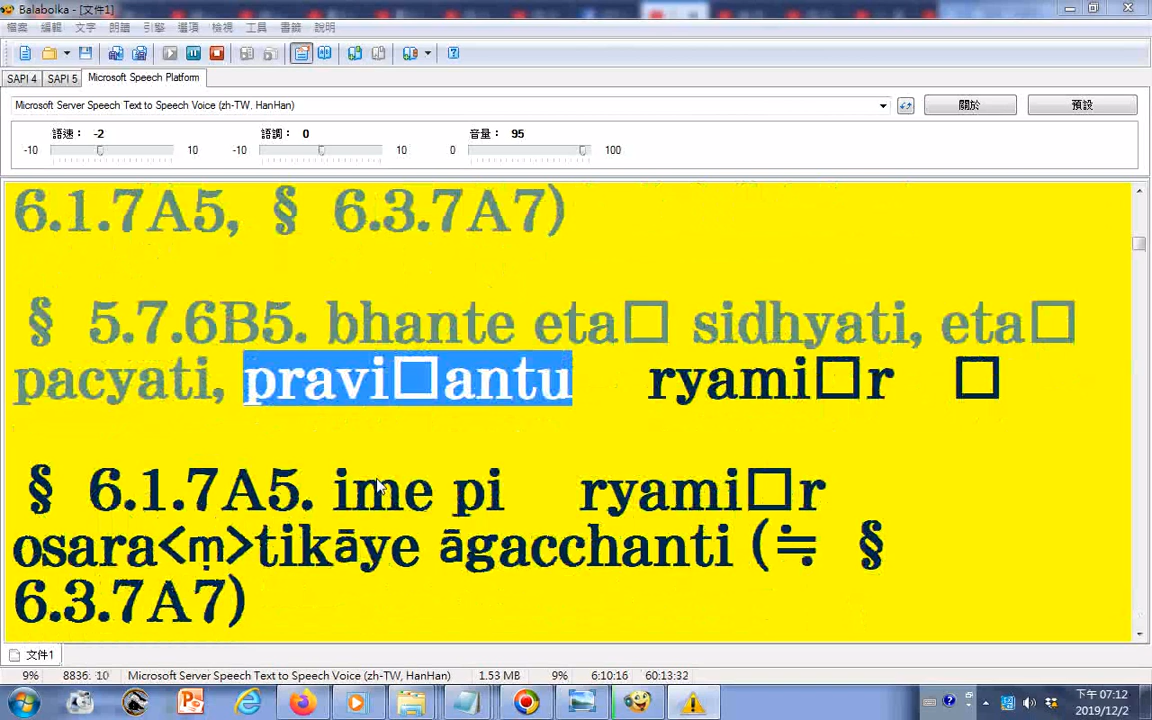 Balabolka - [文件1]
檔案 編輯 文字 朗讀 引擎 選項 檢視 工具 書籤 說明
SAPI 4 SAPI 5 Microsoft Speech Platform
Microsoft Server Speech Text to Speech Voice (zh-TW, HanHan) 關於 預設
語速： -2 語調： 0 音量： 95
-10 10 -10 10 0 100
6.1.7A5, § 6.3.7A7)
§ 5.7.6B5. bhante eta□ sidhyati, eta□
pacyati, pravi□antu ryami□r □
§ 6.1.7A5. ime pi ryami□r
osara<ṃ>tikāye āgacchanti (≒ §
6.3.7A7)
文件1
9% 8836: 10 Microsoft Server Speech Text to Speech Voice (zh-TW, HanHan) 1.53 MB 9% 6:10:16 60:13:32
下午 07:12
2019/12/2